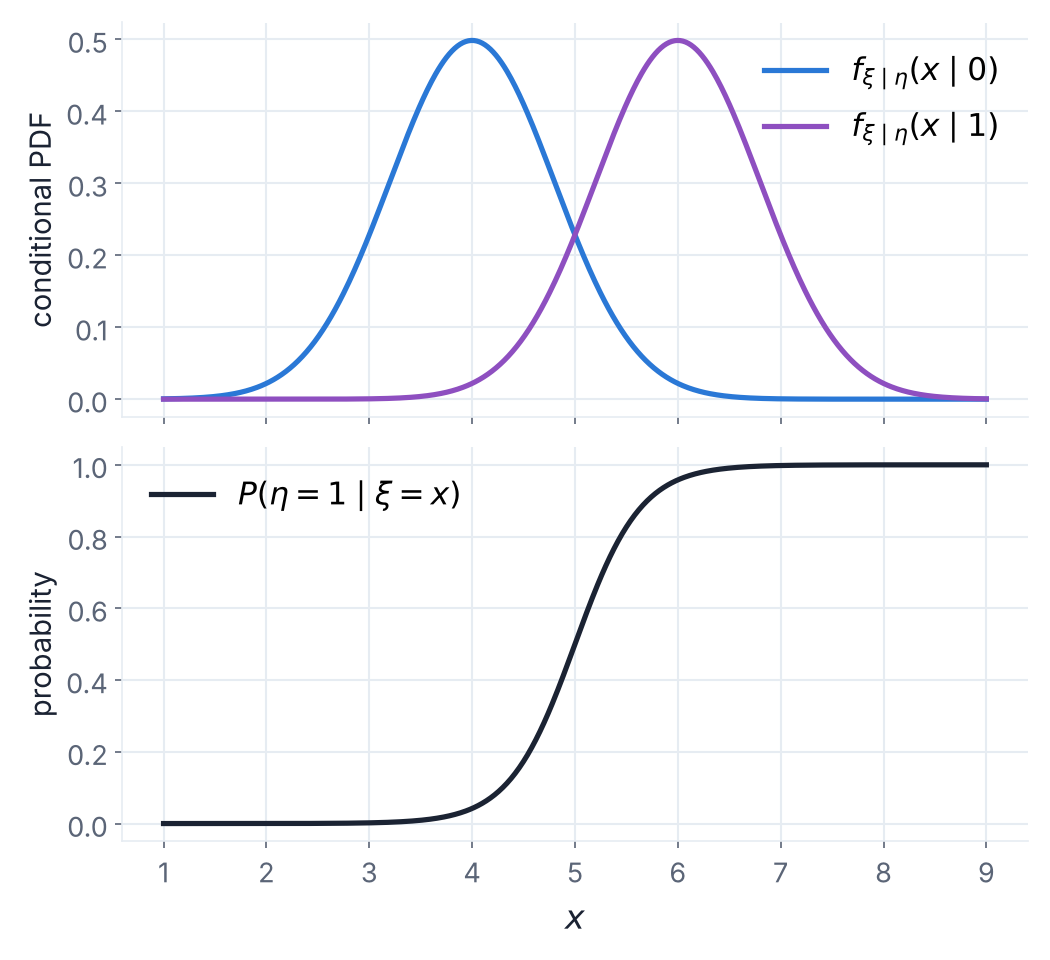 0.5
0.4
0.3
0.2
0.1
0.0
conditional PDF
f_{ξ | η}(x | 0)
f_{ξ | η}(x | 1)
1.0
0.8
0.6
0.4
0.2
0.0
probability
P(η = 1 | ξ = x)
1 2 3 4 5 6 7 8 9
x